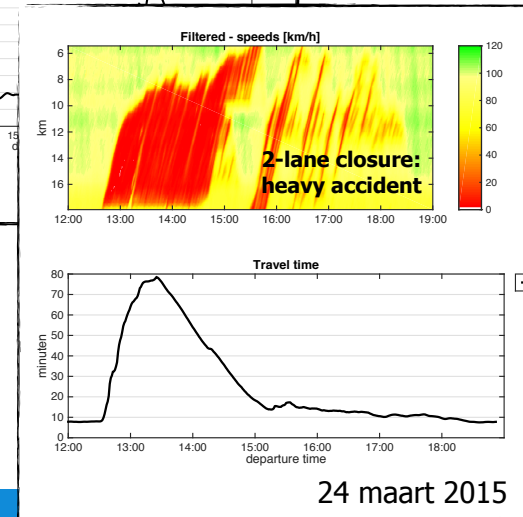 Filtered - speeds [km/h]
km
6
8
10
12
14
16
12:00 13:00 14:00 15:00 16:00 17:00 18:00 19:00
120
100
80
60
40
20
0
2-lane closure:
heavy accident
Travel time
minuten
80
70
60
50
40
30
20
10
0
12:00 13:00 14:00 15:00 16:00 17:00 18:00
departure time
24 maart 2015
15